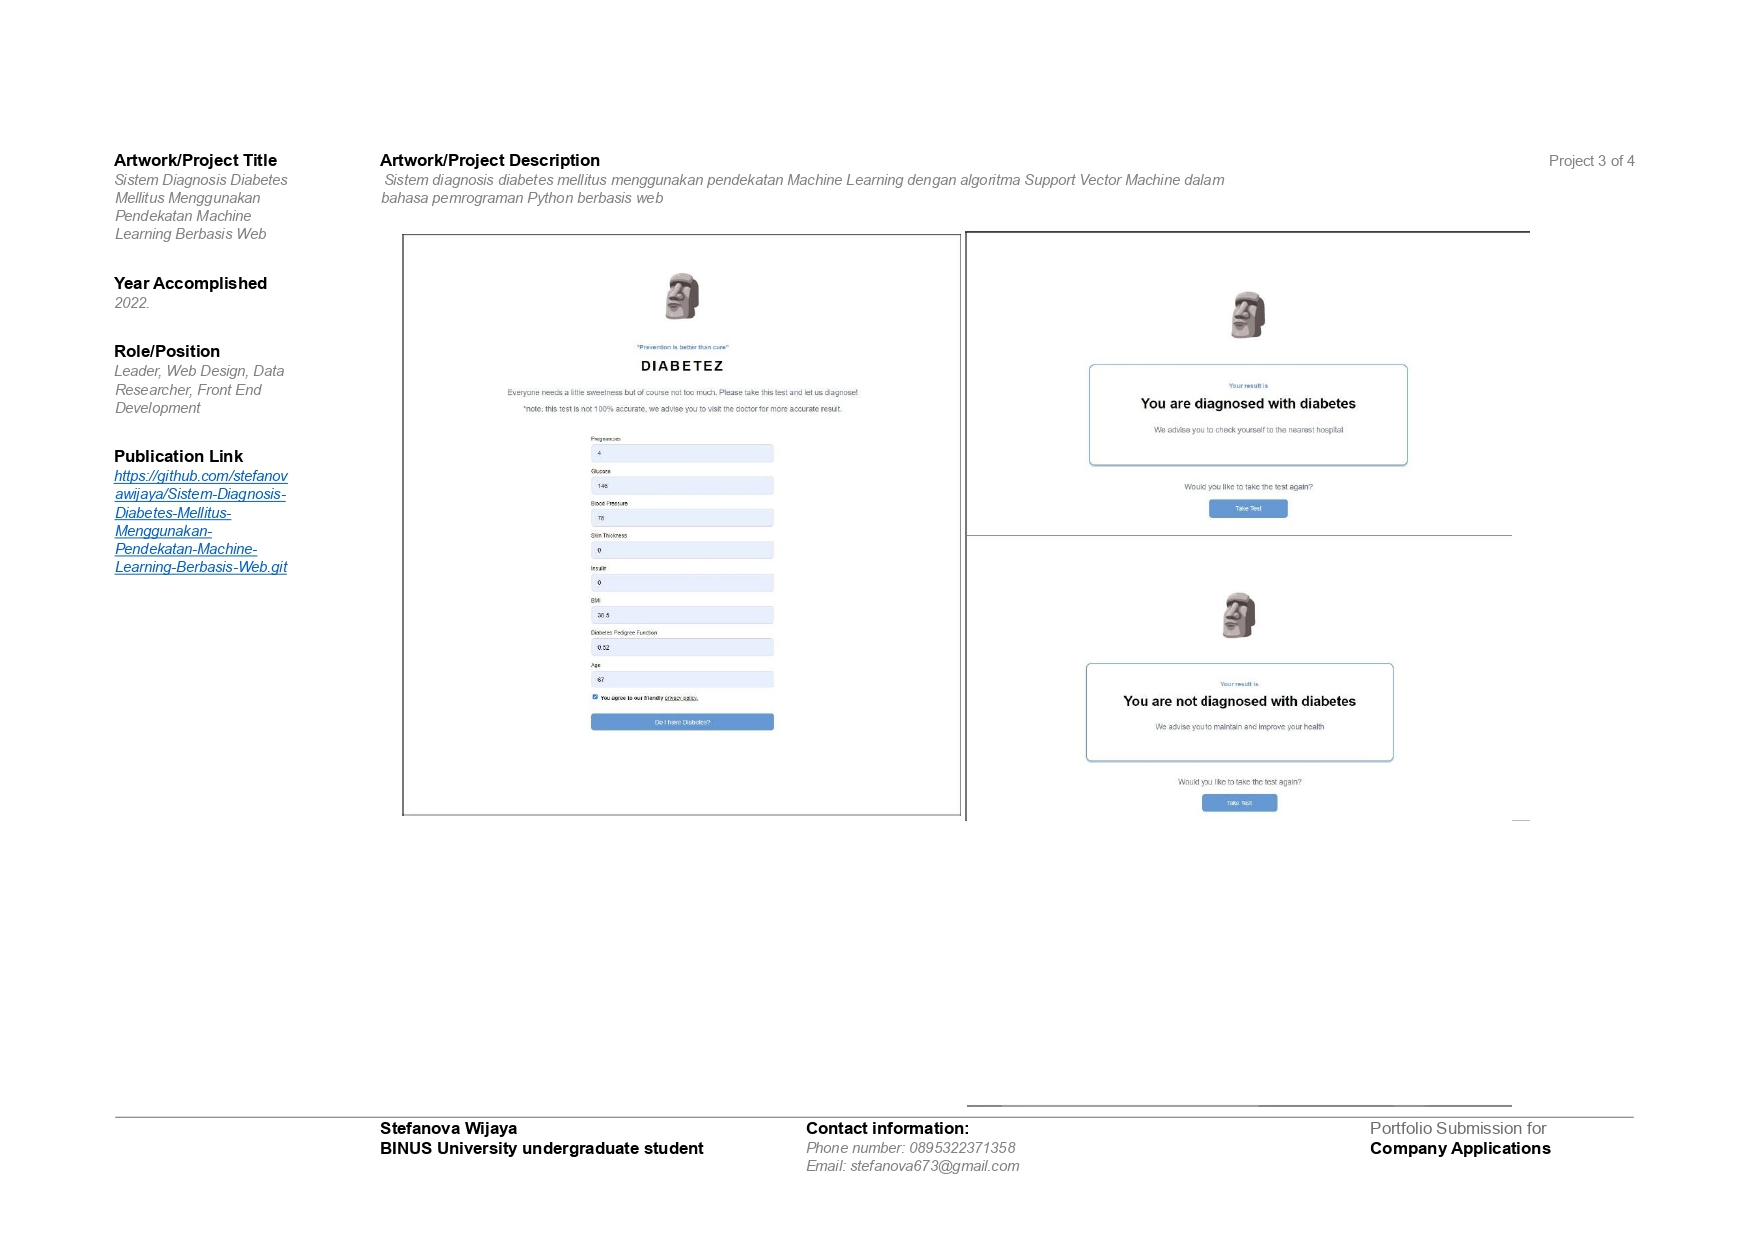 Artwork/Project Title
Sistem Diagnosis Diabetes
Mellitus Menggunakan
Pendekatan Machine
Learning Berbasis Web
Year Accomplished
2022.
Role/Position
Leader, Web Design, Data
Researcher, Front End
Development
Publication Link
https://github.com/stefanov
awijaya/Sistem-Diagnosis-
Diabetes-Mellitus-
Menggunakan-
Pendekatan-Machine-
Learning-Berbasis-Web.git
Artwork/Project Description
Sistem diagnosis diabetes mellitus menggunakan pendekatan Machine Learning dengan algoritma Support Vector Machine dalam
bahasa pemrograman Python berbasis web
Project 3 of 4
"Prevention is better than cure"
DIABETEZ
Everyone needs a little sweetness but of course not too much. Please take this test and let us diagnose!
*note: this test is not 100% accurate, we advise you to visit the doctor for more accurate result.
Pregnancies
4
Glucose
146
Blood Pressure
78
Skin Thickness
0
Insulin
0
BMI
38.5
Diabetes Pedigree Function
0.52
Age
67
You agree to our friendly privacy policy.
Do I have Diabetes?
Your result is
You are diagnosed with diabetes
We advise you to check yourself to the nearest hospital
Would you like to take the test again?
Take Test
Your result is
You are not diagnosed with diabetes
We advise you to maintain and improve your health
Would you like to take the test again?
Take Test
Stefanova Wijaya
BINUS University undergraduate student
Contact information:
Phone number: 0895322371358
Email: stefanova673@gmail.com
Portfolio Submission for
Company Applications